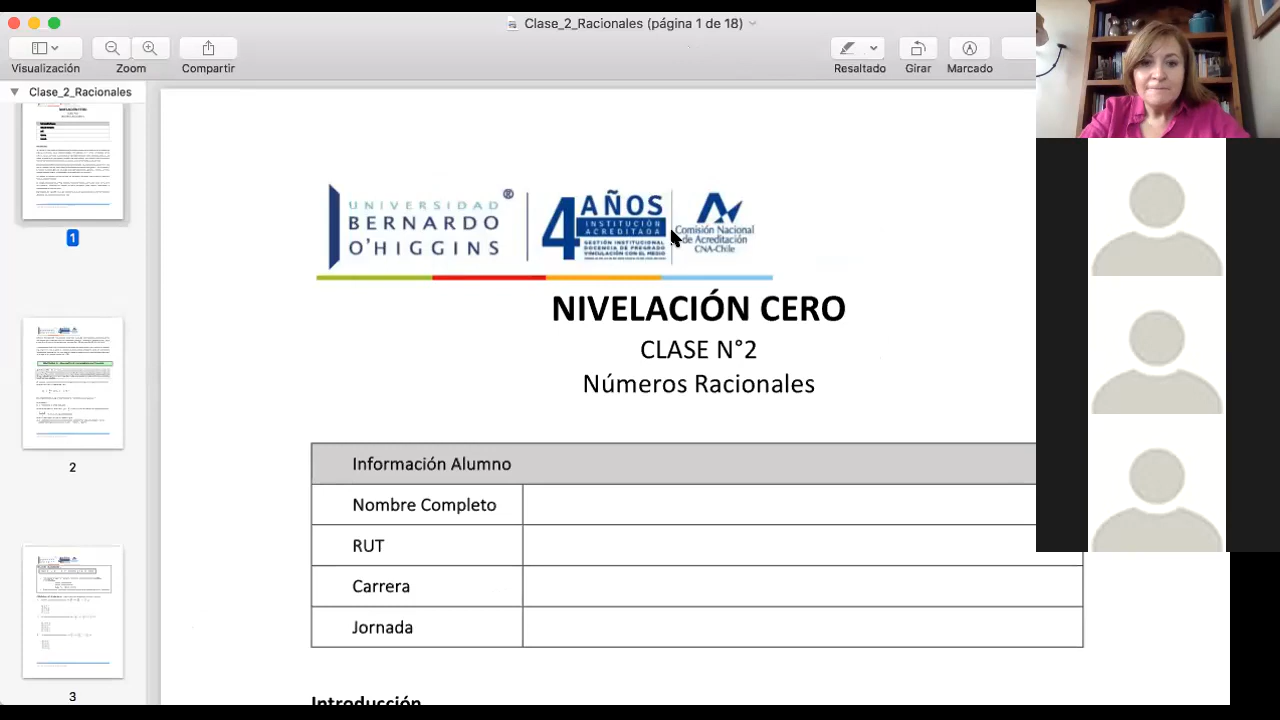 Clase_2_Racionales (página 1 de 18)
Visualización
Zoom
Compartir
Resaltado
Girar
Marcado
Clase_2_Racionales
1
2
3
UNIVERSIDAD
BERNARDO
O'HIGGINS
®
4 AÑOS
INSTITUCIÓN
ACREDITADA
GESTIÓN INSTITUCIONAL
DOCENCIA DE PREGRADO
VINCULACIÓN CON EL MEDIO
Comisión Nacional
de Acreditación
CNA-Chile
NIVELACIÓN CERO
CLASE N°2
Números Racionales
Información Alumno
Nombre Completo
RUT
Carrera
Jornada
Introducción